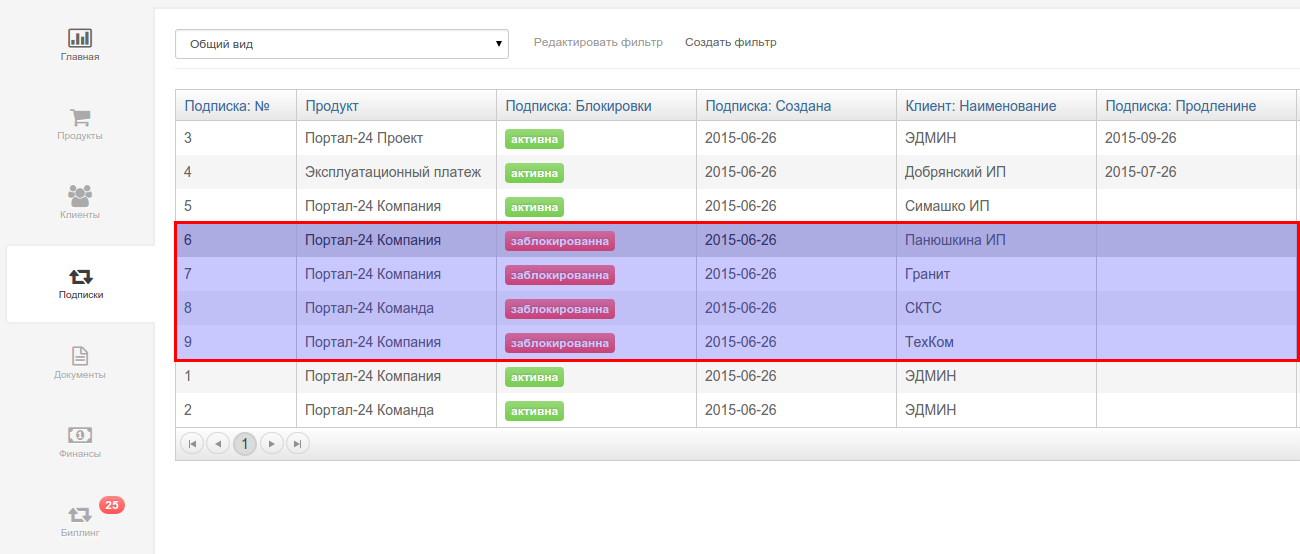 Главная
Продукты
Клиенты
Подписки
Документы
Финансы
25
Биллинг
Общий вид Редактировать фильтр Создать фильтр
Подписка: № Продукт Подписка: Блокировки Подписка: Создана Клиент: Наименование Подписка: Продленине
3 Портал-24 Проект активна 2015-06-26 ЭДМИН 2015-09-26
4 Эксплуатационный платеж активна 2015-06-26 Добрянский ИП 2015-07-26
5 Портал-24 Компания активна 2015-06-26 Симашко ИП
6 Портал-24 Компания заблокированна 2015-06-26 Панюшкина ИП
7 Портал-24 Компания заблокированна 2015-06-26 Гранит
8 Портал-24 Команда заблокированна 2015-06-26 СКТС
9 Портал-24 Компания заблокированна 2015-06-26 ТехКом
1 Портал-24 Компания активна 2015-06-26 ЭДМИН
2 Портал-24 Команда активна 2015-06-26 ЭДМИН
1